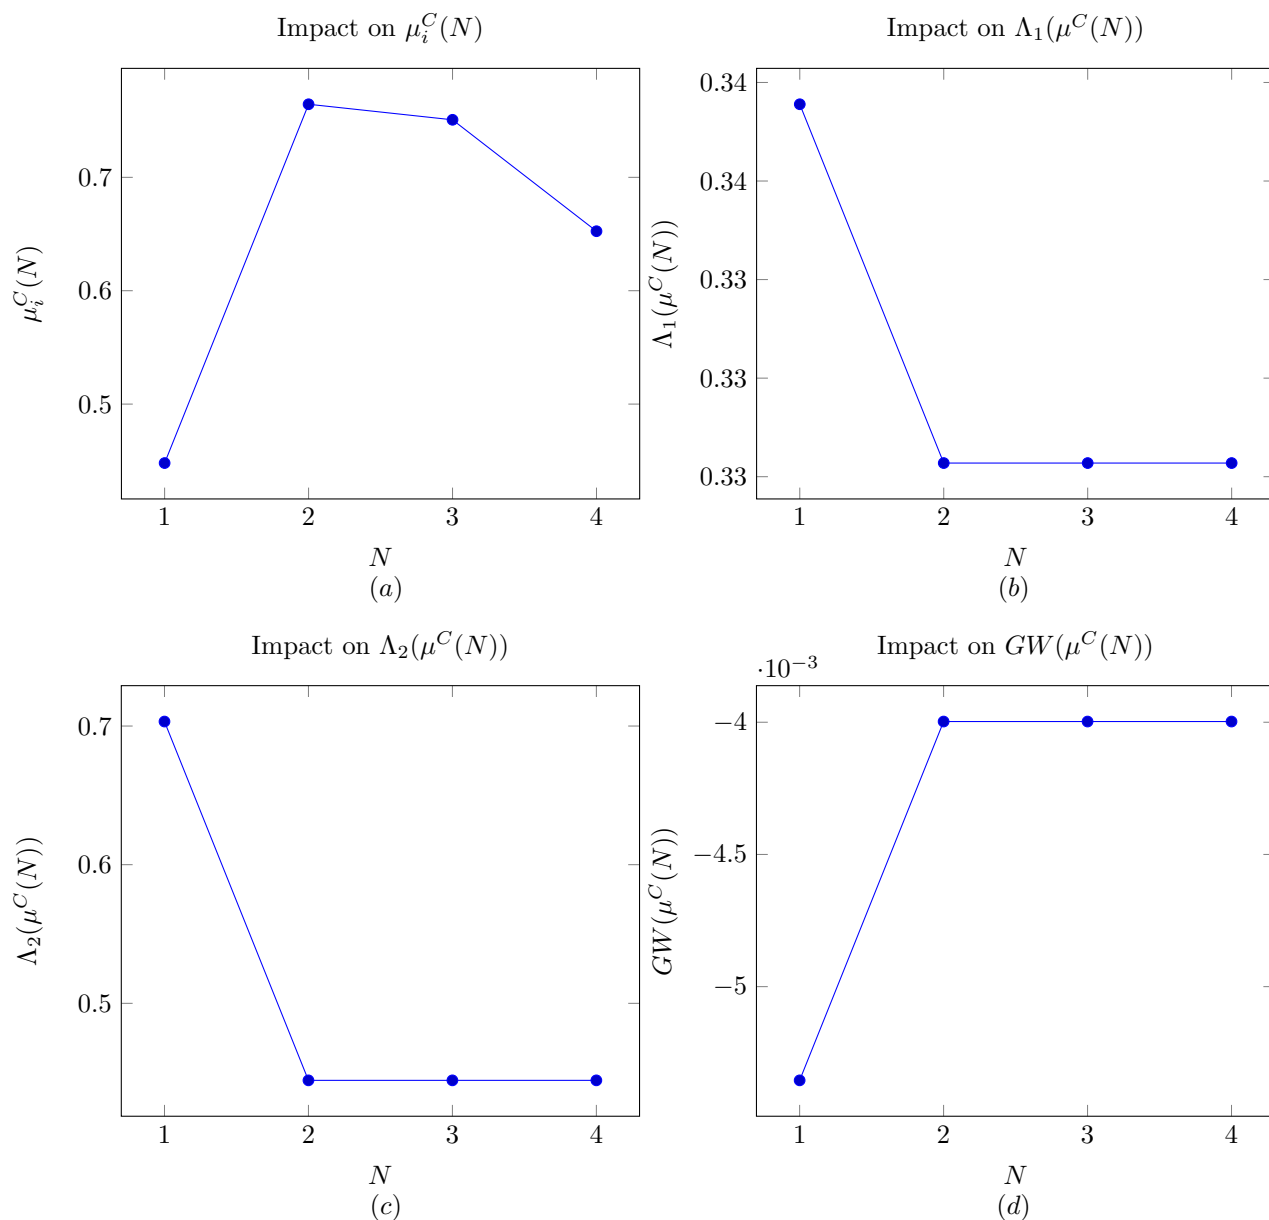 Impact on μ_i^C(N)
0.7
0.6
0.5
μ_i^C(N)
1 2 3 4
N
(a)
Impact on Λ_1(μ^C(N))
0.34
0.34
0.33
0.33
0.33
Λ_1(μ^C(N))
1 2 3 4
N
(b)
Impact on Λ_2(μ^C(N))
0.7
0.6
0.5
Λ_2(μ^C(N))
1 2 3 4
N
(c)
Impact on GW(μ^C(N))
·10^−3
−4
−4.5
−5
GW(μ^C(N))
1 2 3 4
N
(d)